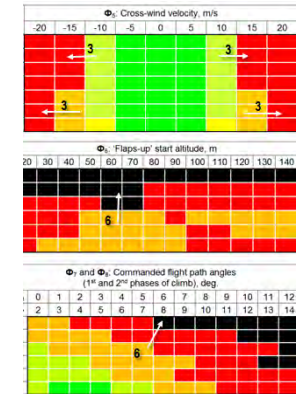 Φ₅: Cross-wind velocity, m/s
-20 -15 -10 -5 0 5 10 15 20
3 3
3 3
Φ₆: 'Flaps-up' start altitude, m
20 30 40 50 60 70 80 90 100 110 120 130 140
6
Φ₇ and Φ₈: Commanded flight path angles
(1st and 2nd phases of climb), deg.
0 1 2 3 4 5 6 7 8 9 10 11 12
2 3 4 5 6 7 8 9 10 11 12 13 14
6